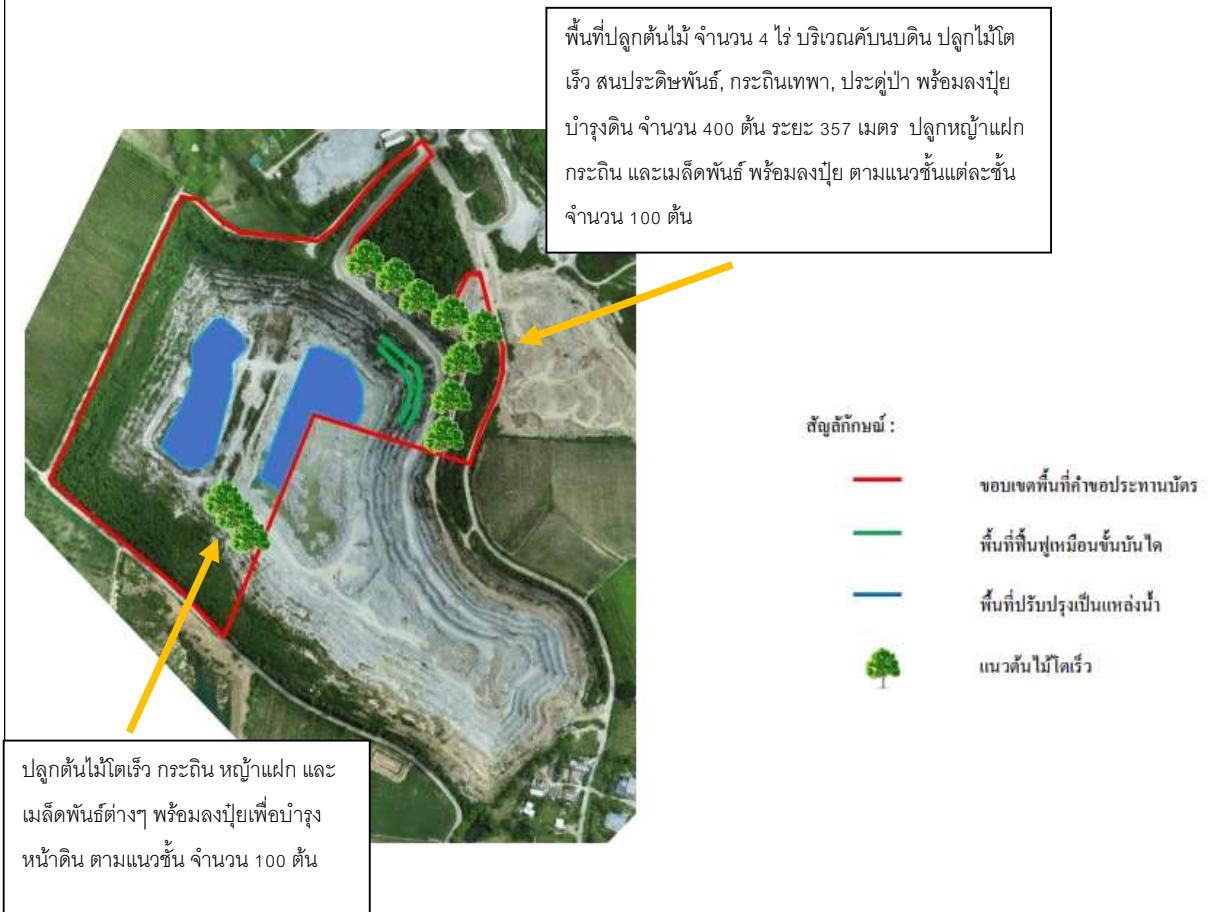 พื้นที่ปลูกต้นไม้ จำนวน 4 ไร่ บริเวณคับนบดิน ปลูกไม้โต
เร็ว สนประดิษพันธ์, กระถินเทพา, ประดู่ป่า พร้อมลงปุ๋ย
บำรุงดิน จำนวน 400 ต้น ระยะ 357 เมตร ปลูกหญ้าแฝก
กระถิน และเมล็ดพันธ์ พร้อมลงปุ๋ย ตามแนวชั้นแต่ละชั้น
จำนวน 100 ต้น
สัญลักษณ์ :
ขอบเขตพื้นที่คำขอประทานบัตร
พื้นที่ฟื้นฟูเหมือนขั้นบันได
พื้นที่ปรับปรุงเป็นแหล่งน้ำ
แนวต้นไม้โตเร็ว
ปลูกต้นไม้โตเร็ว กระถิน หญ้าแฝก และ
เมล็ดพันธ์ต่างๆ พร้อมลงปุ๋ยเพื่อบำรุง
หน้าดิน ตามแนวชั้น จำนวน 100 ต้น